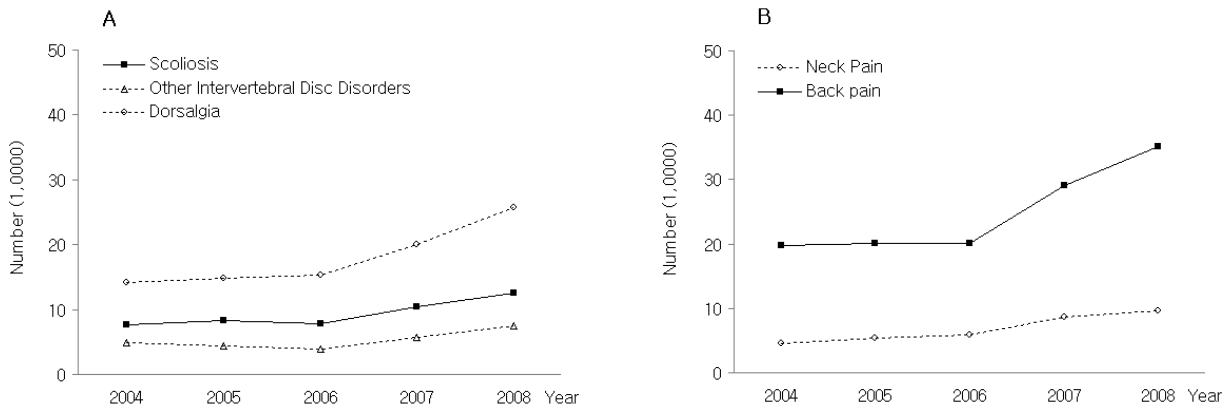 A
50
40
30
20
10
0
Number (1,0000)
Scoliosis
Other Intervertebral Disc Disorders
Dorsalgia
2004 2005 2006 2007 2008 Year
B
50
40
30
20
10
0
Number (1,0000)
Neck Pain
Back pain
2004 2005 2006 2007 2008 Year